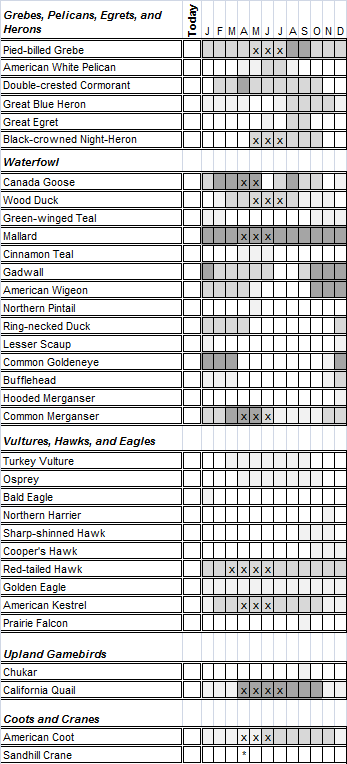 Grebes, Pelicans, Egrets, and Herons Today J F M A M J J A S O N D
Pied-billed Grebe x x x
American White Pelican
Double-crested Cormorant
Great Blue Heron
Great Egret
Black-crowned Night-Heron x x x
Waterfowl
Canada Goose x x
Wood Duck x x x
Green-winged Teal
Mallard x x x
Cinnamon Teal
Gadwall
American Wigeon
Northern Pintail
Ring-necked Duck
Lesser Scaup
Common Goldeneye
Bufflehead
Hooded Merganser
Common Merganser x x x
Vultures, Hawks, and Eagles
Turkey Vulture
Osprey
Bald Eagle
Northern Harrier
Sharp-shinned Hawk
Cooper's Hawk
Red-tailed Hawk x x x x
Golden Eagle
American Kestrel x x x
Prairie Falcon
Upland Gamebirds
Chukar
California Quail x x x x
Coots and Cranes
American Coot x x x
Sandhill Crane *